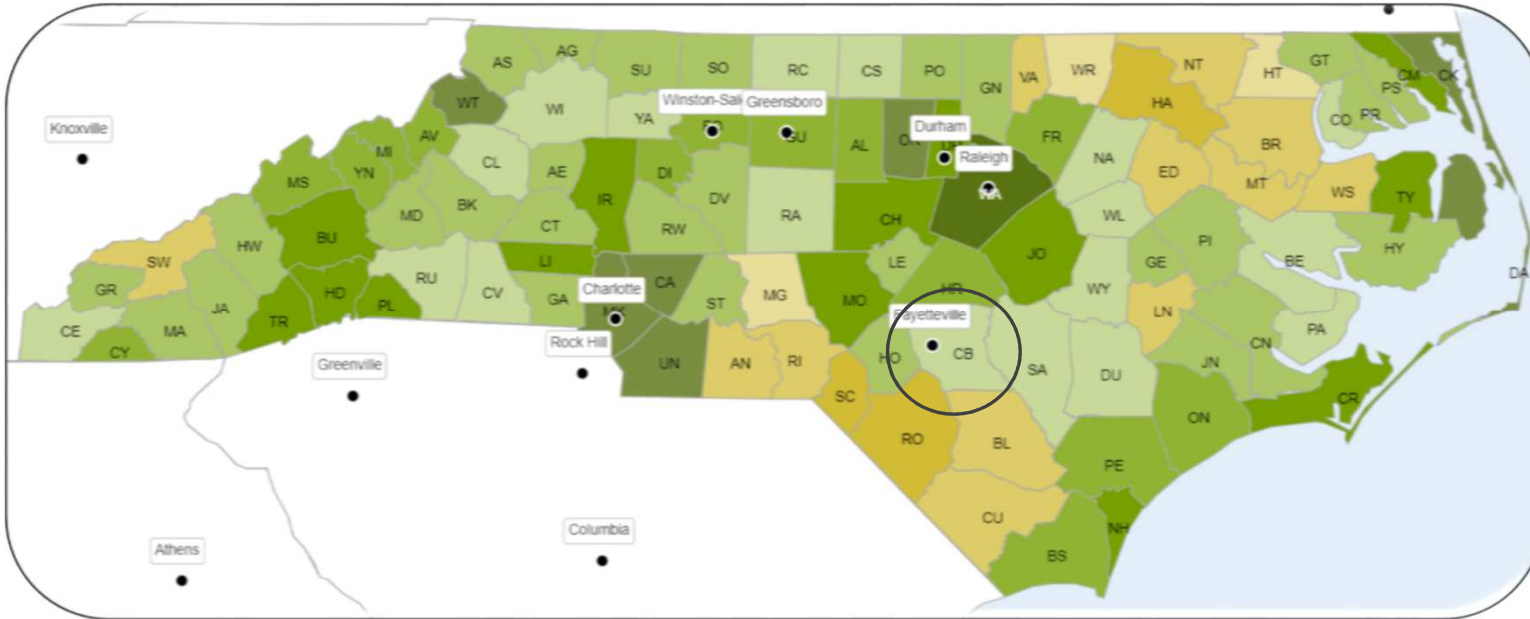 AS
AG
SU
SO
RC
CS
PO
GN
VA
WR
HA
NT
HT
GT
CM
CK
PS
PR
CO
WT
WI
YA
Winston-Sal
Greensboro
GU
AL
Durham
Raleigh
FR
NA
ED
BR
MT
WS
TY
Knoxville
AV
MI
YN
MS
CL
AE
IR
DI
DV
RA
CH
BK
MD
CT
RW
BU
HW
SW
GR
JA
CE
MA
CY
TR
HD
PL
RU
CV
LI
GA
CA
Charlotte
ST
MG
MO
LE
HR
JO
WL
WY
GE
PI
BE
HY
DA
LN
PA
CN
JN
Rock Hill
UN
AN
RI
Fayetteville
HO
CB
SA
DU
SC
RO
BL
ON
CR
PE
CU
NH
BS
Greenville
Columbia
Athens